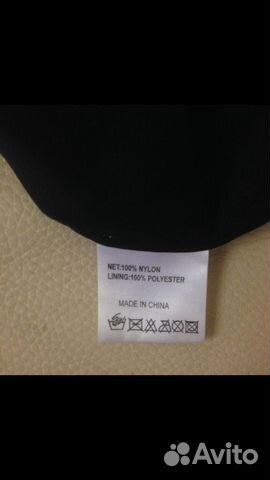 NET:100% NYLON
LINING:100% POLYESTER
MADE IN CHINA
Avito